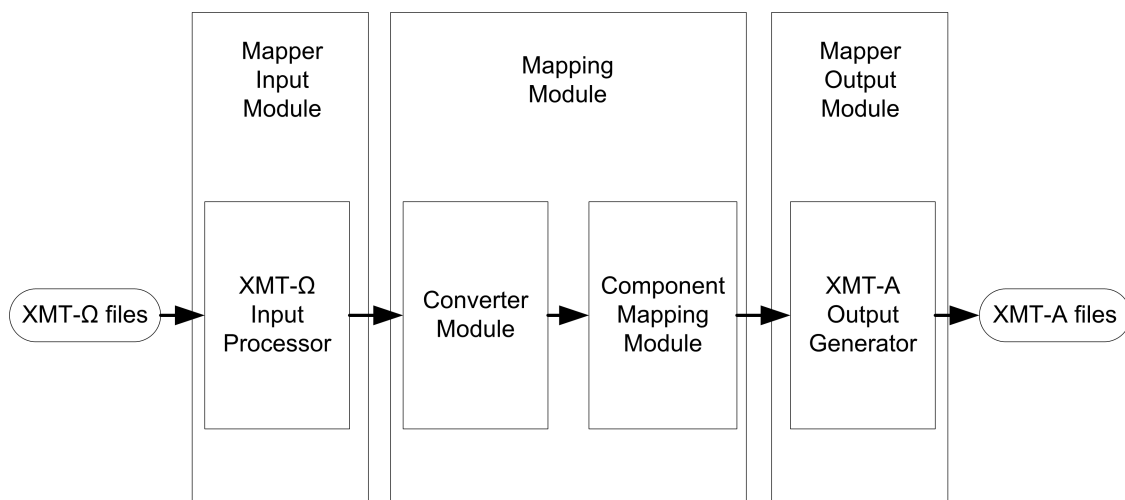 Mapper
Input
Module
Mapping
Module
Mapper
Output
Module
XMT-Ω files
XMT-Ω
Input
Processor
Converter
Module
Component
Mapping
Module
XMT-A
Output
Generator
XMT-A files